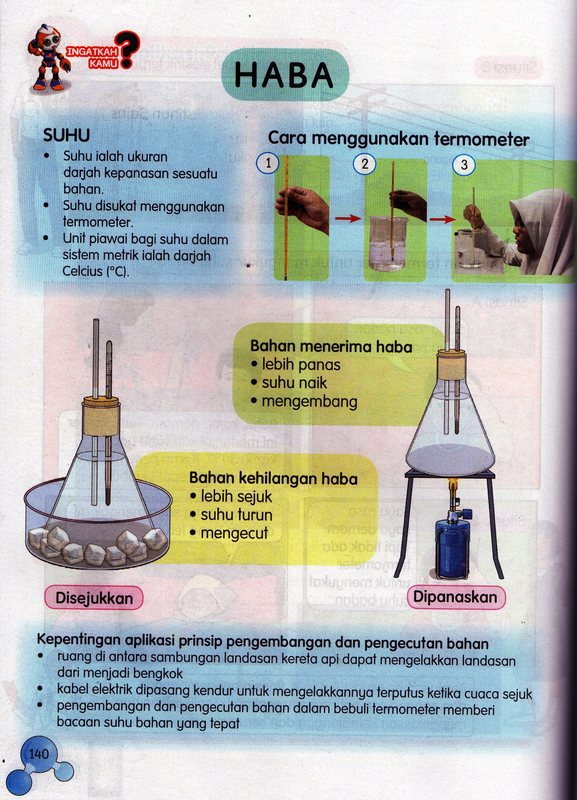 INGATKAH
KAMU ?
HABA
SUHU
• Suhu ialah ukuran
darjah kepanasan sesuatu
bahan.
• Suhu disukat menggunakan
termometer.
• Unit piawai bagi suhu dalam
sistem metrik ialah darjah
Celcius (°C).
Cara menggunakan termometer
1
2
3
Bahan menerima haba
• lebih panas
• suhu naik
• mengembang
Bahan kehilangan haba
• lebih sejuk
• suhu turun
• mengecut
Disejukkan
Dipanaskan
Kepentingan aplikasi prinsip pengembangan dan pengecutan bahan
• ruang di antara sambungan landasan kereta api dapat mengelakkan landasan
dari menjadi bengkok
• kabel elektrik dipasang kendur untuk mengelakkannya terputus ketika cuaca sejuk
• pengembangan dan pengecutan bahan dalam bebuli termometer memberi
bacaan suhu bahan yang tepat
140